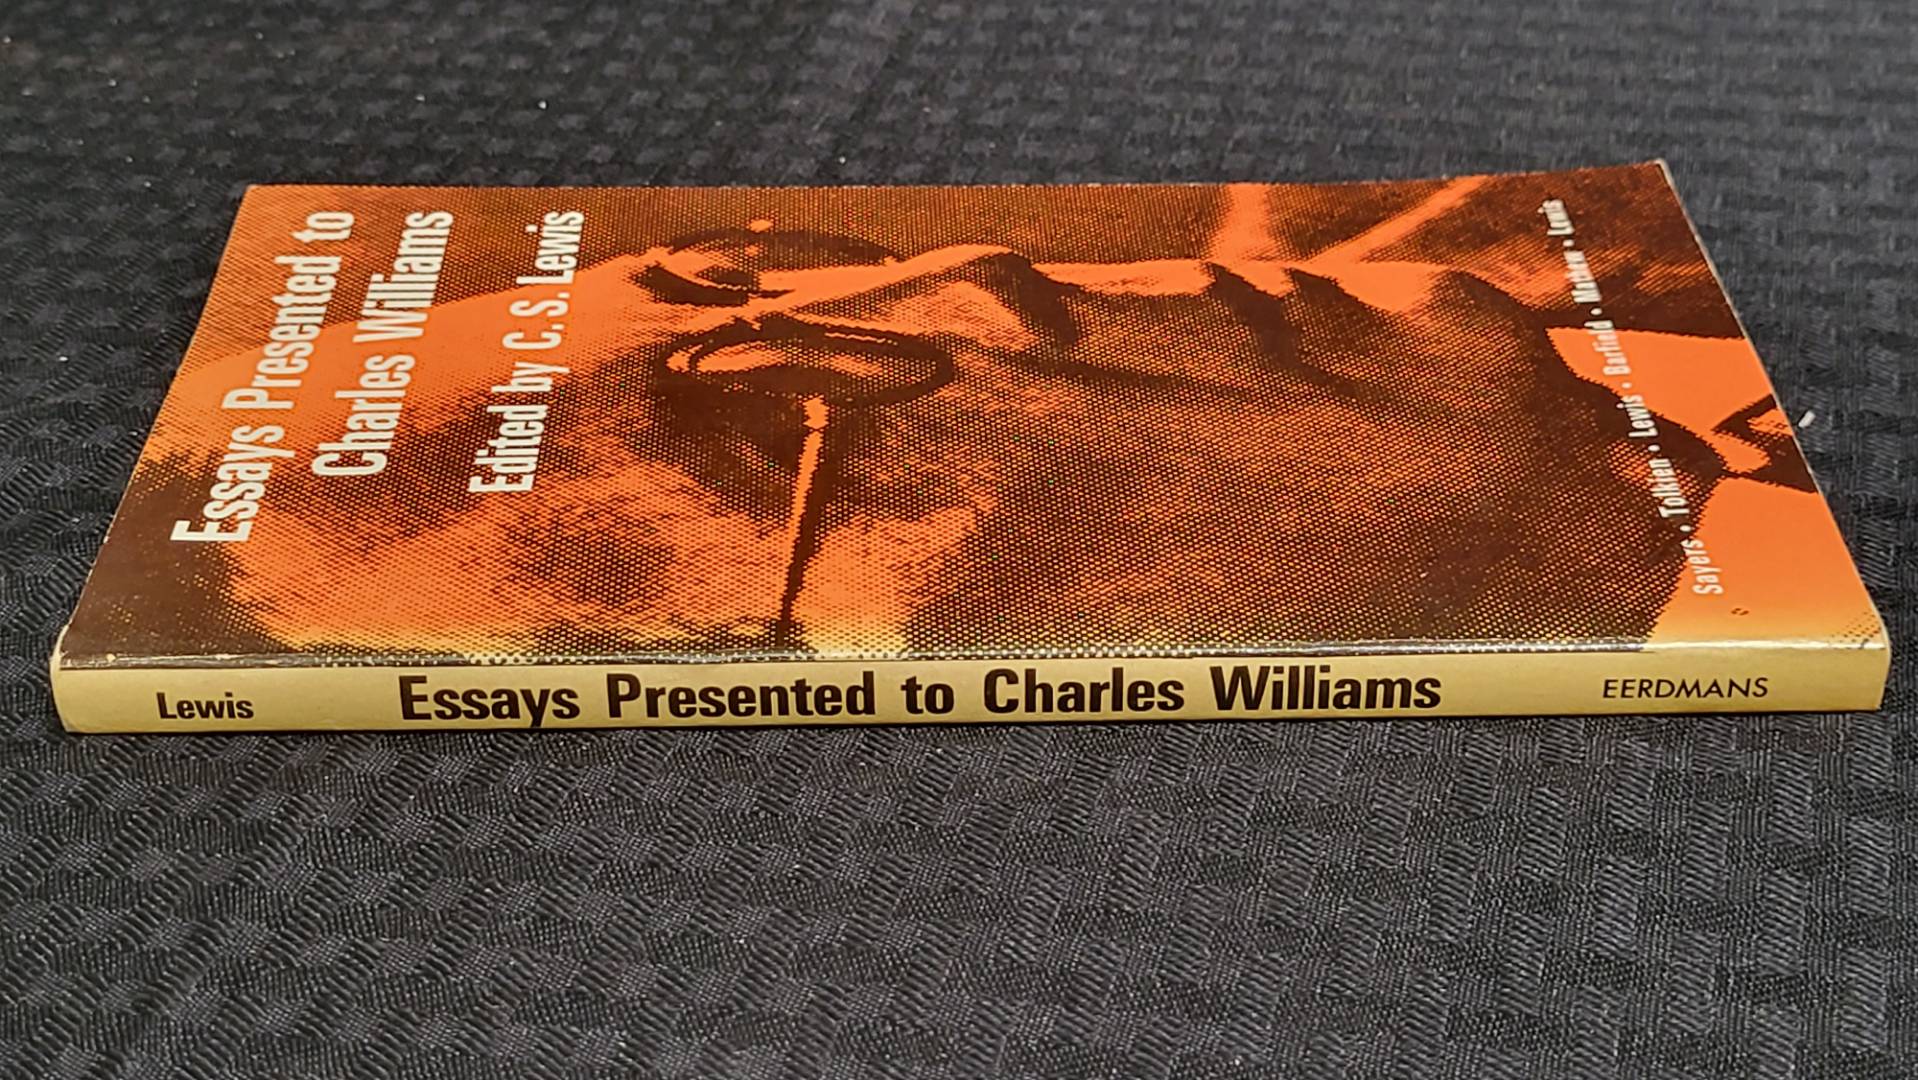 Essays Presented to
Charles Williams
Edited by C. S. Lewis
Sayers • Tolkien • Lewis • Barfield • Mathew • Lewis
Lewis Essays Presented to Charles Williams EERDMANS